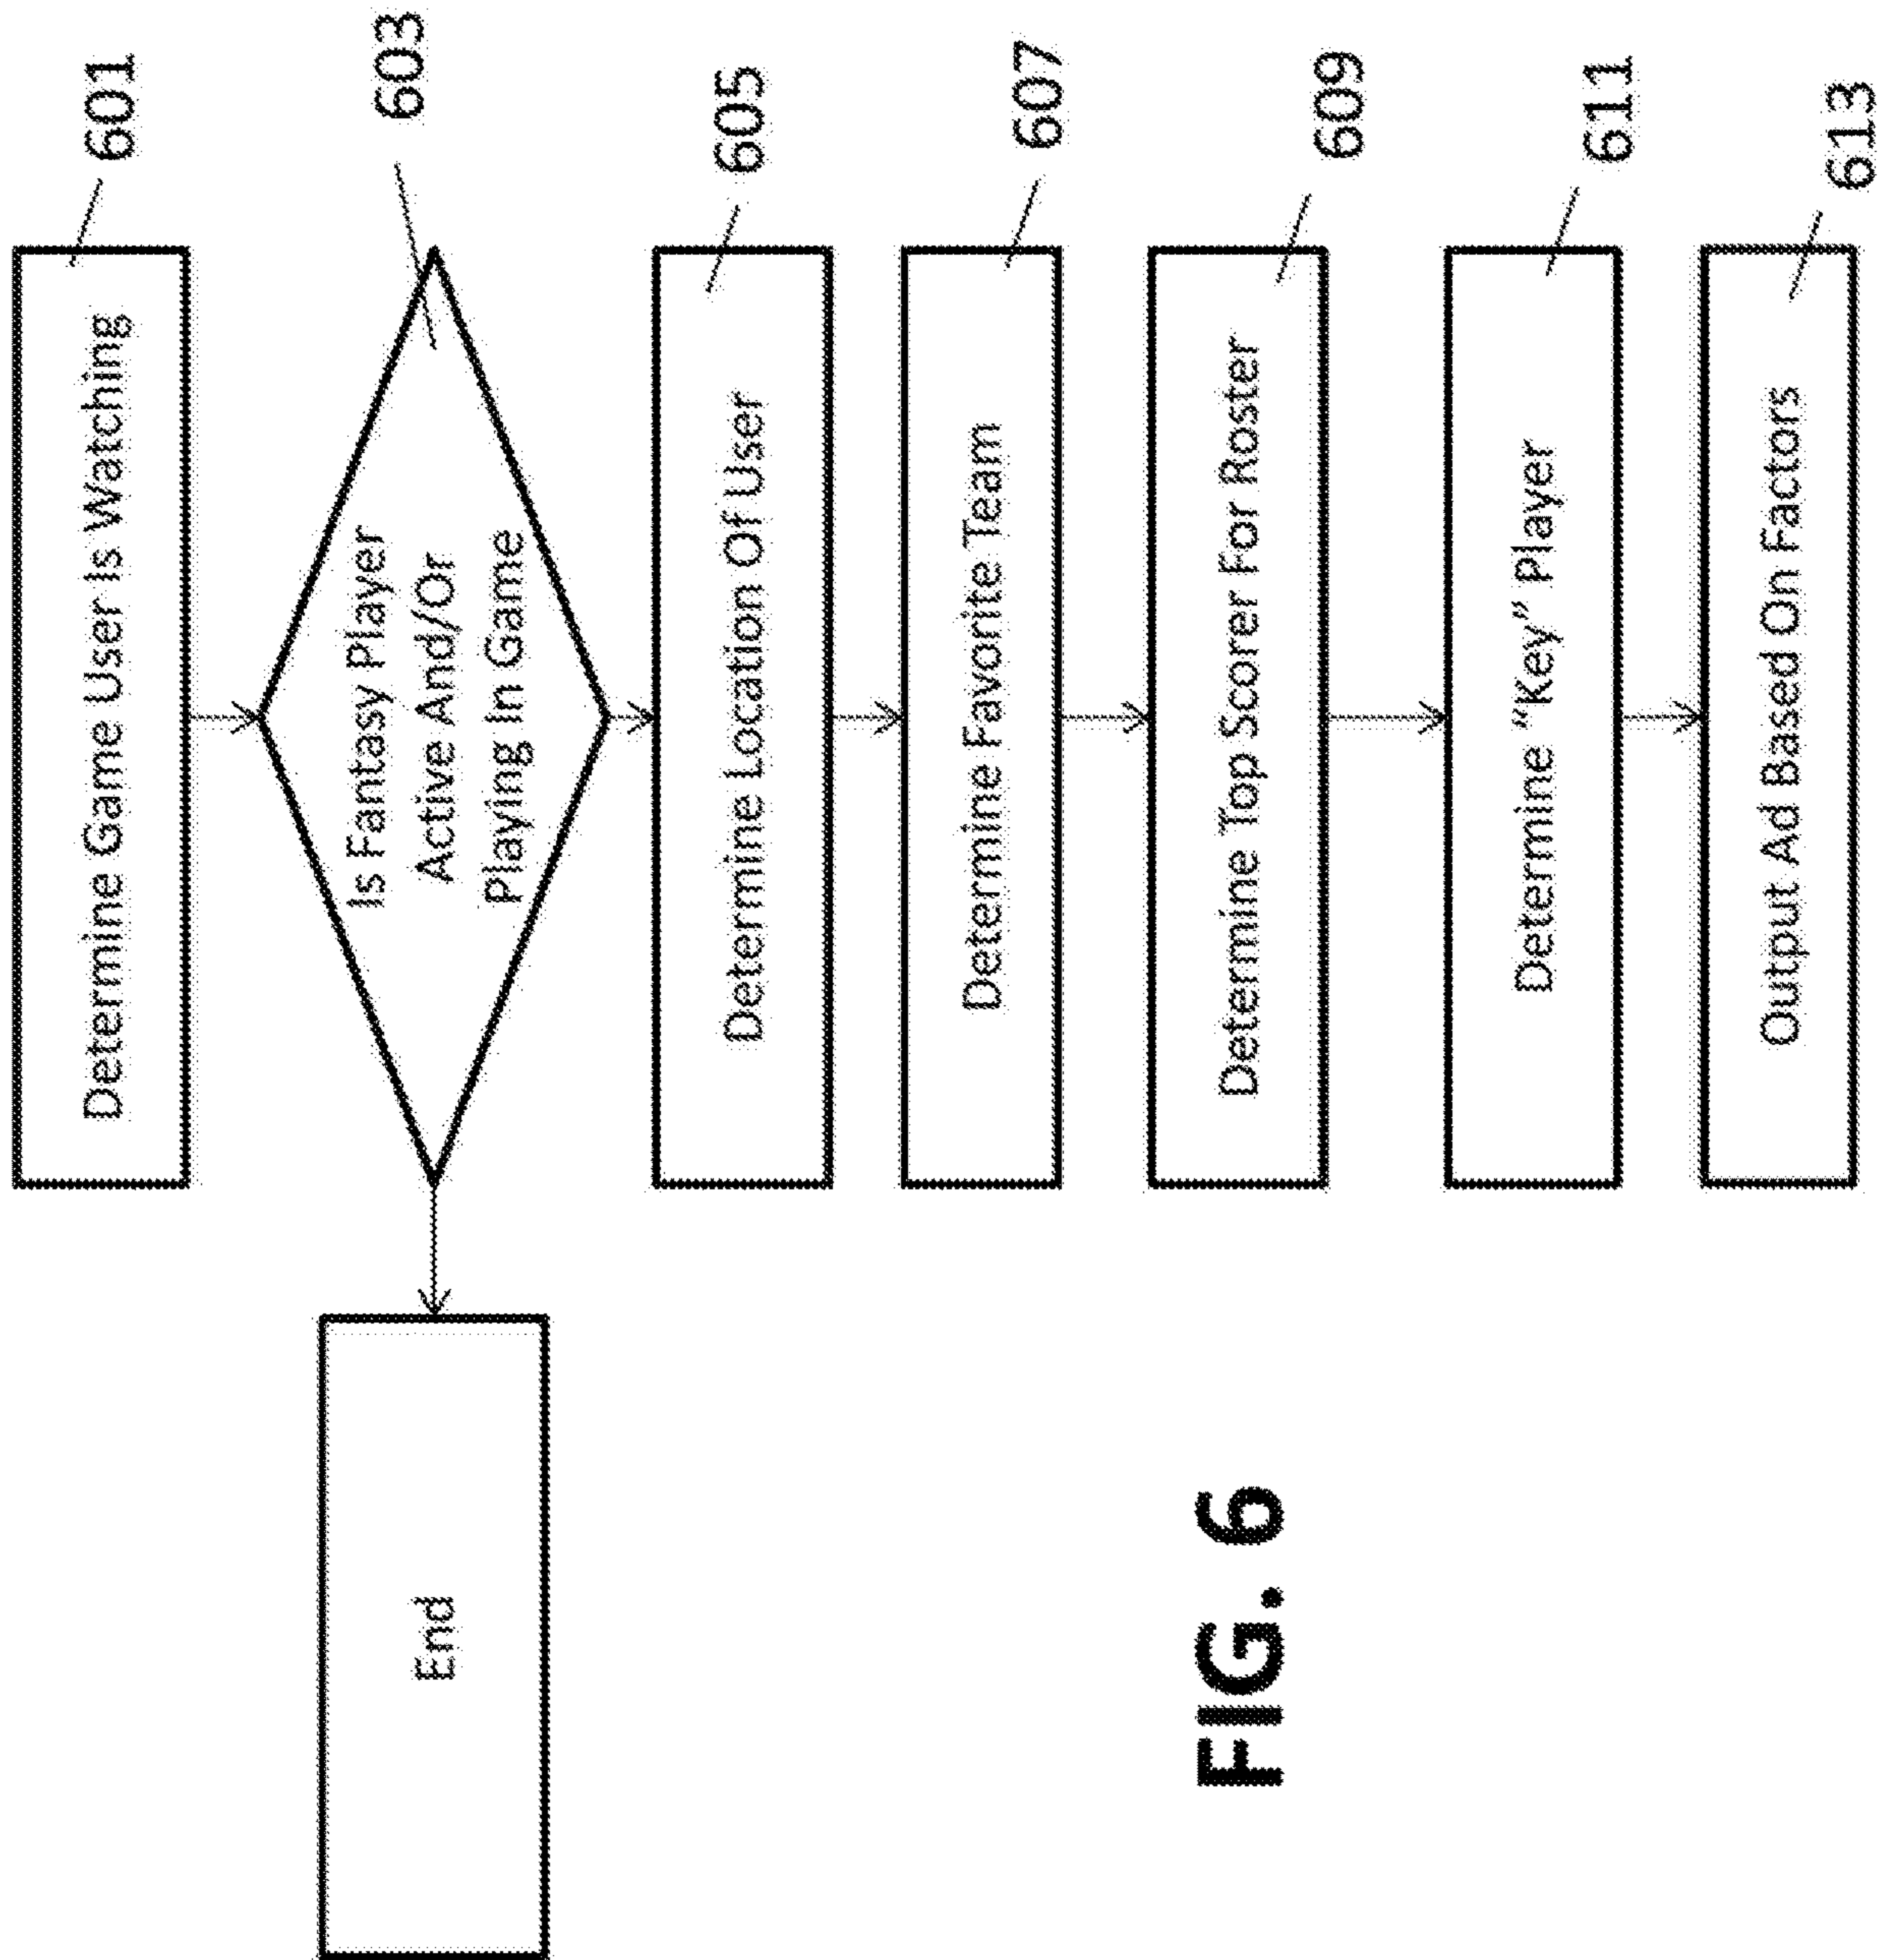 Determine Game User Is Watching
601
Is Fantasy Player
Active And/Or
Playing In Game
603
End
Determine Location Of User
605
Determine Favorite Team
607
Determine Top Scorer For Roster
609
Determine "Key" Player
611
Output Ad Based On Factors
613
FIG. 6